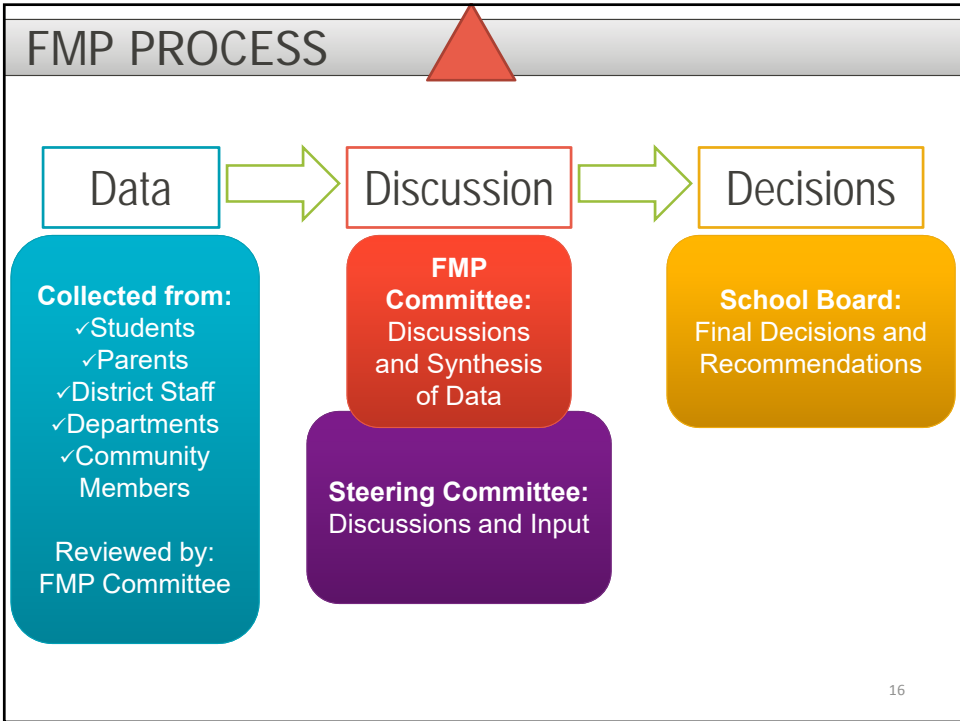 FMP PROCESS
Data
Discussion
Decisions
Collected from:
✓Students
✓Parents
✓District Staff
✓Departments
✓Community
Members
Reviewed by:
FMP Committee
FMP
Committee:
Discussions
and Synthesis
of Data
Steering Committee:
Discussions and Input
School Board:
Final Decisions and
Recommendations
16